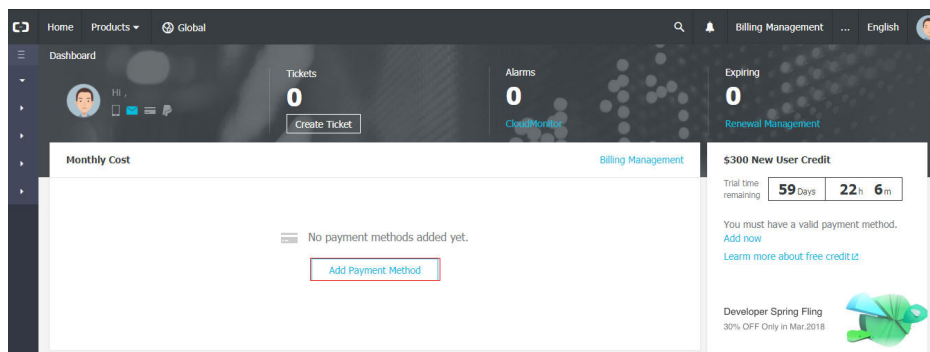 Home Products Global Billing Management ... English
Dashboard
Hi ,
Tickets
0
Create Ticket
Alarms
0
CloudMonitor
Expiring
0
Renewal Management
Monthly Cost
Billing Management
No payment methods added yet.
Add Payment Method
$300 New User Credit
Trial time
remaining
59 Days 22 h 6 m
You must have a valid payment method.
Add now
Learn more about free credit
Developer Spring Fling
30% OFF Only in Mar.2018